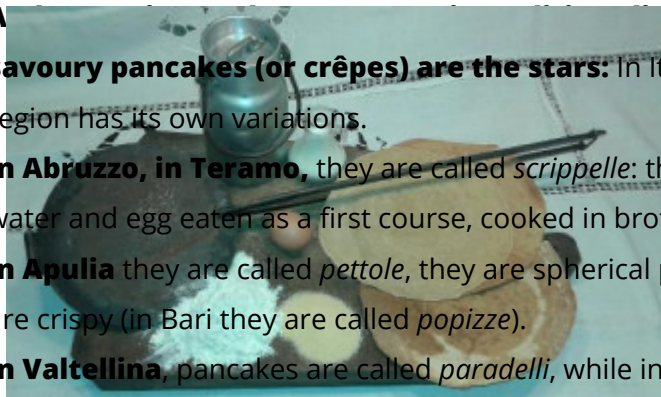 savoury pancakes (or crêpes) are the stars: In It
egion has its own variations.
n Abruzzo, in Teramo, they are called scrippelle: th
water and egg eaten as a first course, cooked in bro
n Apulia they are called pettole, they are spherical
re crispy (in Bari they are called popizze).
n Valtellina, pancakes are called paradelli, while in